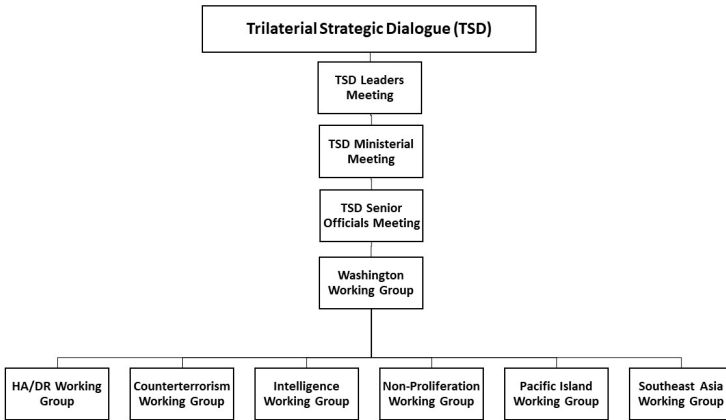 Trilaterial Strategic Dialogue (TSD)
TSD Leaders
Meeting
TSD Ministerial
Meeting
TSD Senior
Officials Meeting
Washington
Working Group
HA/DR Working
Group
Counterterrorism
Working Group
Intelligence
Working Group
Non-Proliferation
Working Group
Pacific Island
Working Group
Southeast Asia
Working Group